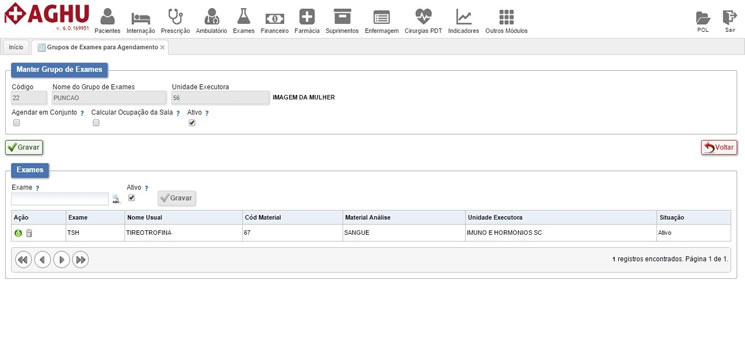 AGHU
v. 6.0.169951
Pacientes Internação Prescrição Ambulatório Exames Financeiro Farmácia Suprimentos Enfermagem Cirurgias PDT Indicadores Outros Módulos POL Sair
Início Grupos de Exames para Agendamento
Manter Grupo de Exames
Código Nome do Grupo de Exames Unidade Executora
22 PUNCAO 56 IMAGEM DA MULHER
Agendar em Conjunto ? Calcular Ocupação da Sala ? Ativo ?
Gravar Voltar
Exames
Exame ? Ativo ?
Gravar
Ação Exame Nome Usual Cód Material Material Análise Unidade Executora Situação
TSH TIREOTROFINA 67 SANGUE IMUNO E HORMONIOS SC Ativo
1 registros encontrados. Página 1 de 1.